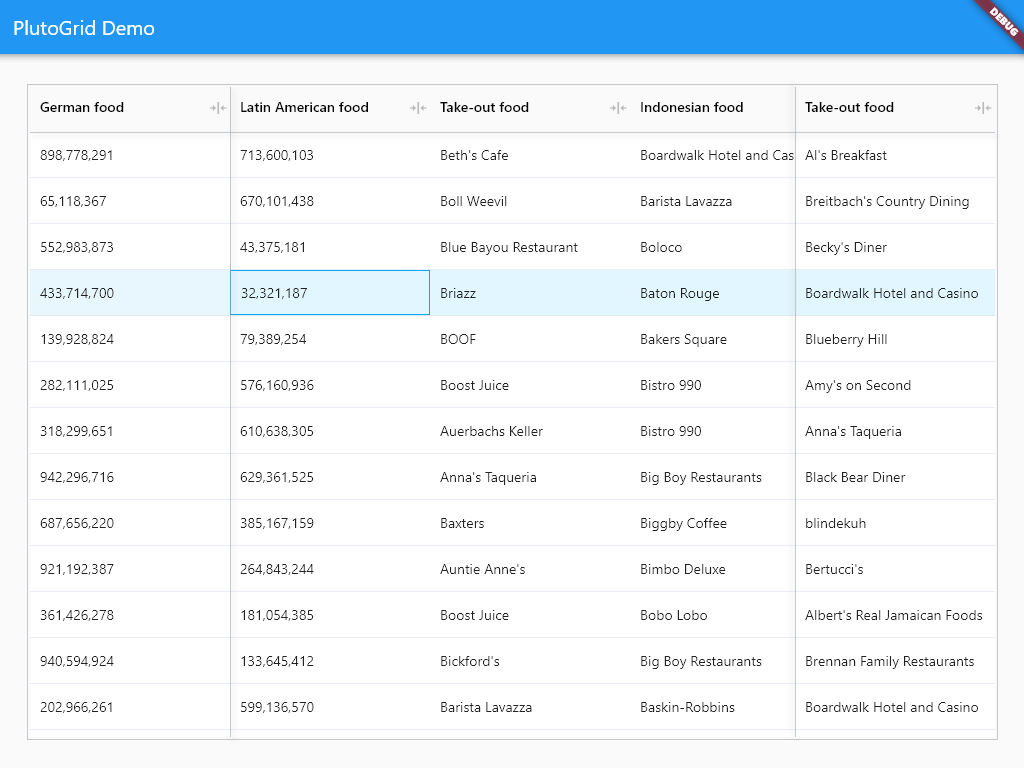 PlutoGrid Demo
DEBUG
German food Latin American food Take-out food Indonesian food Take-out food
898,778,291 713,600,103 Beth's Cafe Boardwalk Hotel and Cas Al's Breakfast
65,118,367 670,101,438 Boll Weevil Barista Lavazza Breitbach's Country Dining
552,983,873 43,375,181 Blue Bayou Restaurant Boloco Becky's Diner
433,714,700 32,321,187 Briazz Baton Rouge Boardwalk Hotel and Casino
139,928,824 79,389,254 BOOF Bakers Square Blueberry Hill
282,111,025 576,160,936 Boost Juice Bistro 990 Amy's on Second
318,299,651 610,638,305 Auerbachs Keller Bistro 990 Anna's Taqueria
942,296,716 629,361,525 Anna's Taqueria Big Boy Restaurants Black Bear Diner
687,656,220 385,167,159 Baxters Biggby Coffee blindekuh
921,192,387 264,843,244 Auntie Anne's Bimbo Deluxe Bertucci's
361,426,278 181,054,385 Boost Juice Bobo Lobo Albert's Real Jamaican Foods
940,594,924 133,645,412 Bickford's Big Boy Restaurants Brennan Family Restaurants
202,966,261 599,136,570 Barista Lavazza Baskin-Robbins Boardwalk Hotel and Casino